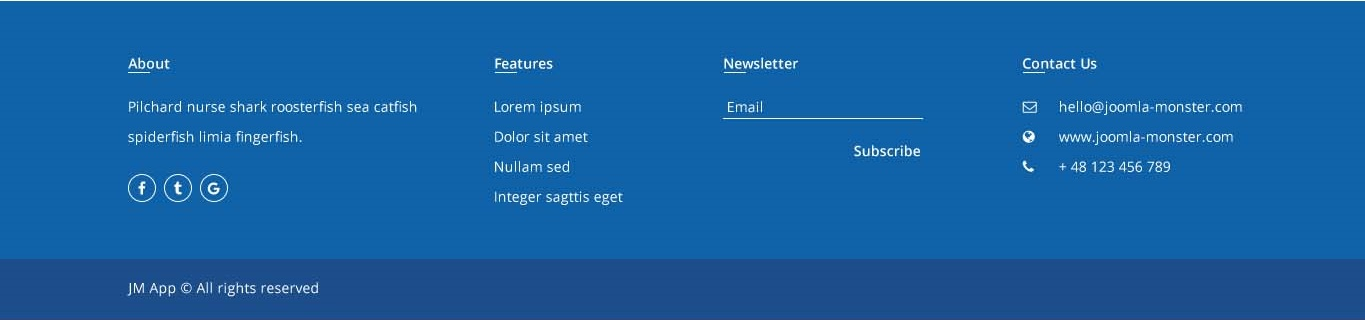 About
Pilchard nurse shark roosterfish sea catfish
spiderfish limia fingerfish.
f t G
Features
Lorem ipsum
Dolor sit amet
Nullam sed
Integer sagttis eget
Newsletter
Email
Subscribe
Contact Us
hello@joomla-monster.com
www.joomla-monster.com
+ 48 123 456 789
JM App © All rights reserved